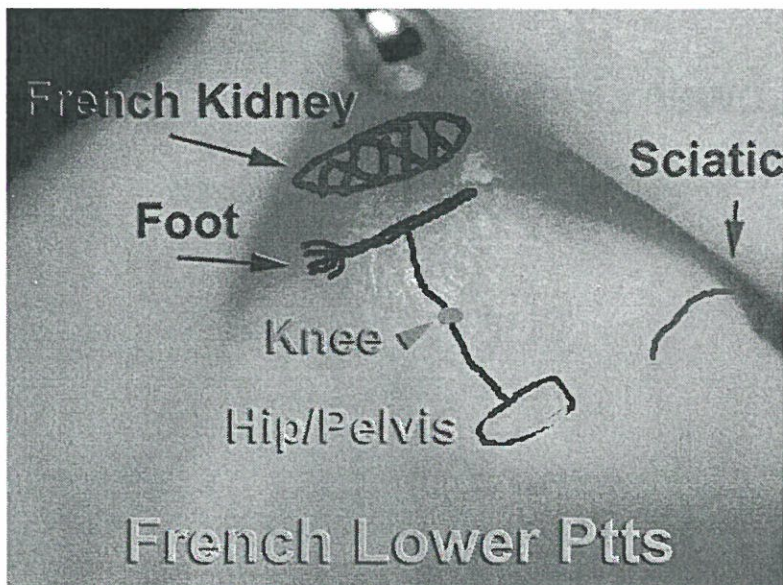 French Kidney
Sciatic
Foot
Knee
Hip/Pelvis
French Lower Ptts